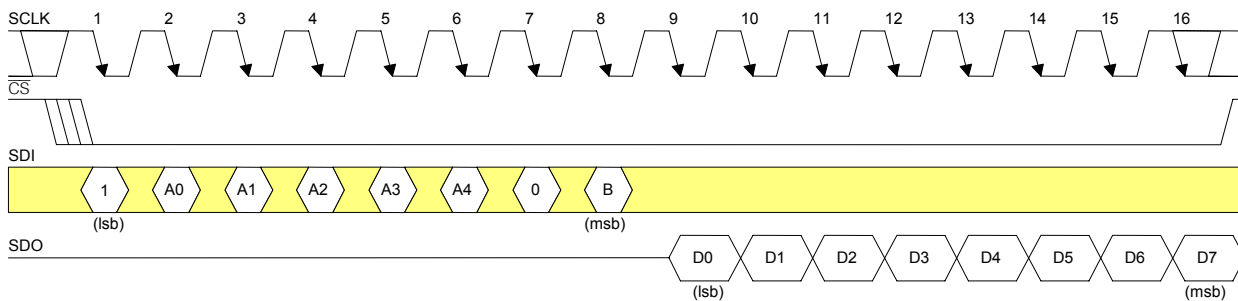 SCLK 1 2 3 4 5 6 7 8 9 10 11 12 13 14 15 16
CS
SDI
1 A0 A1 A2 A3 A4 0 B
(lsb) (msb)
SDO
D0 D1 D2 D3 D4 D5 D6 D7
(lsb) (msb)